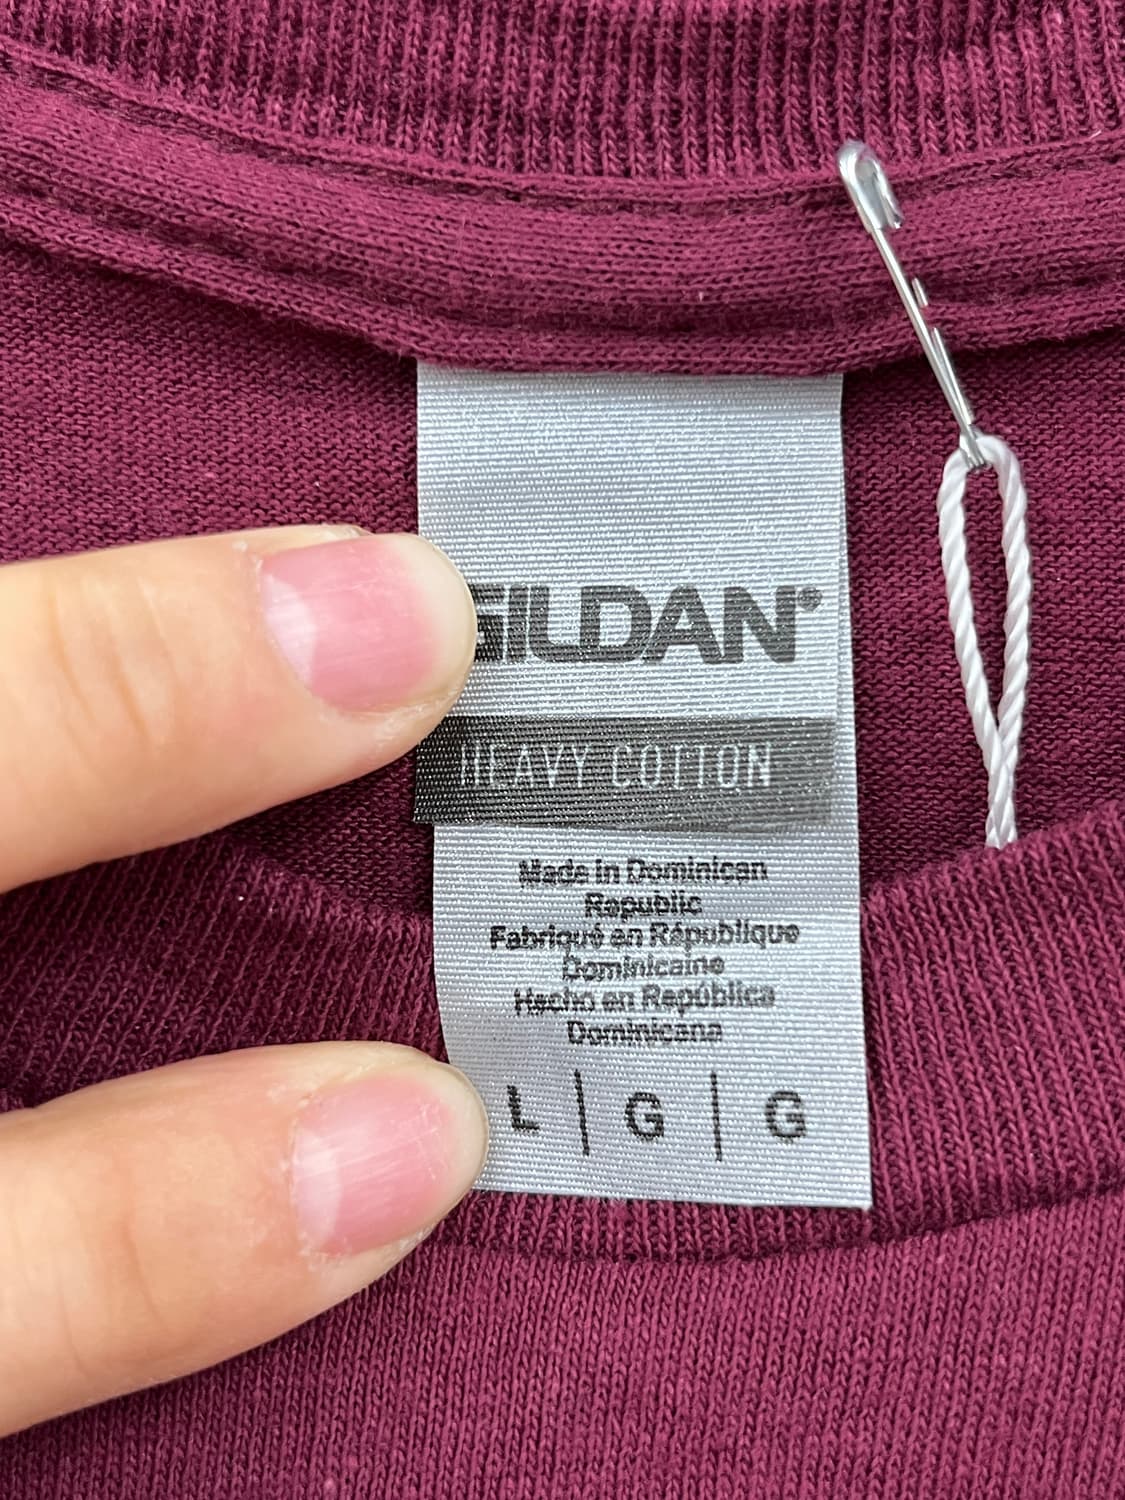 GILDAN®
HEAVY COTTON
Made in Dominican
Republic
Fabriqué en République
Dominicaine
Hecho en República
Dominicana
L | G | G